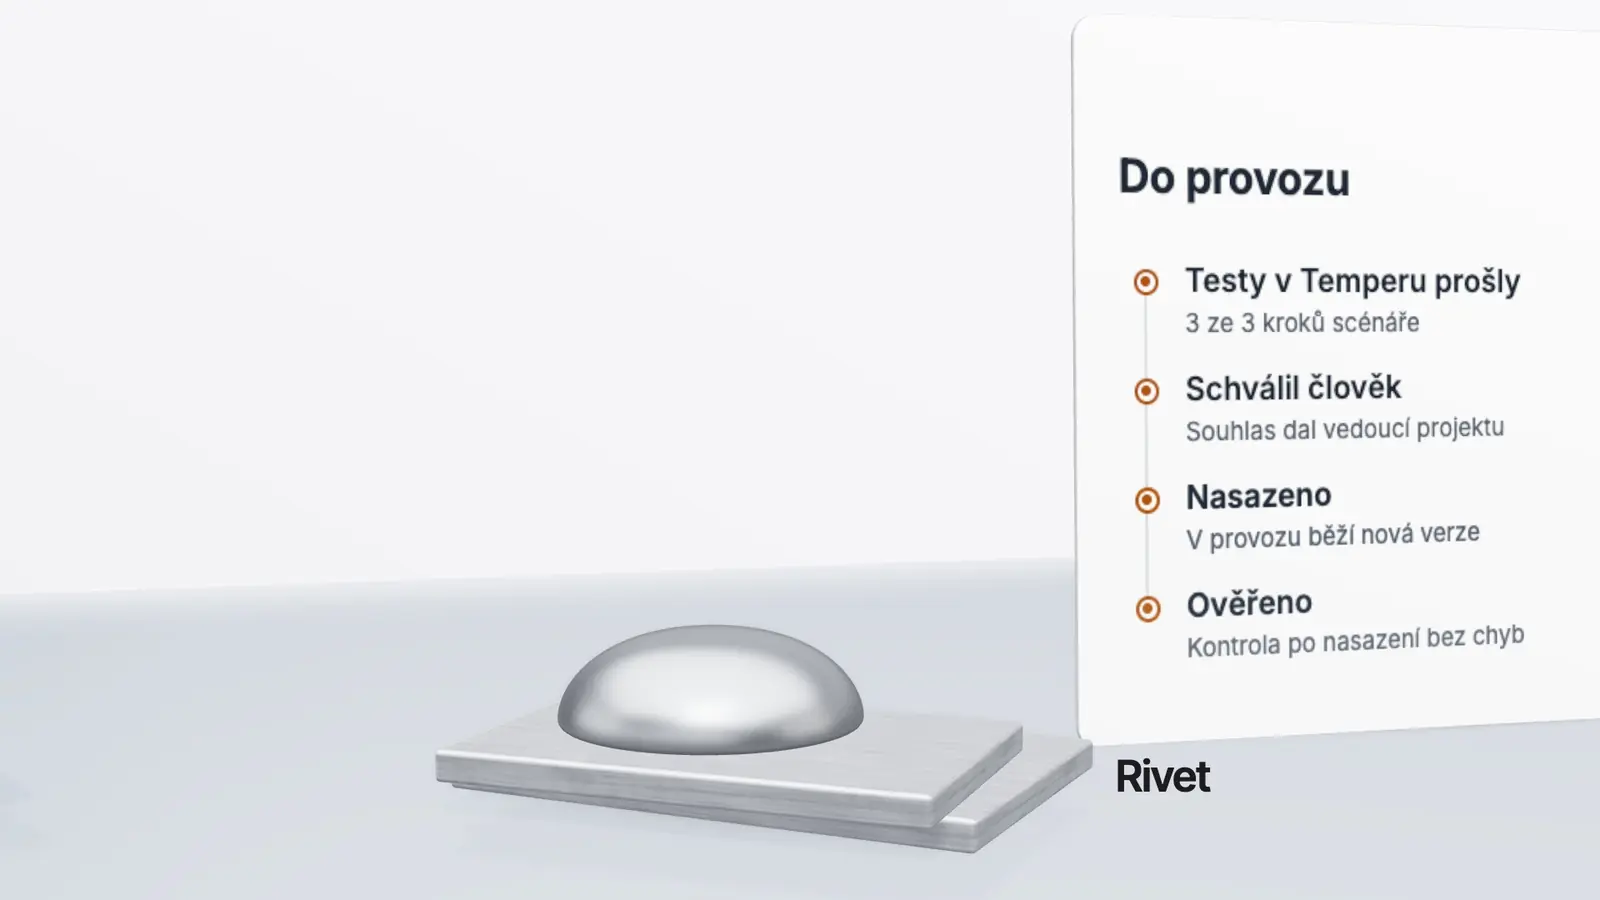 Do provozu
Testy v Temperu prošly
3 ze 3 kroků scénáře
Schválil člověk
Souhlas dal vedoucí projektu
Nasazeno
V provozu běží nová verze
Ověřeno
Kontrola po nasazení bez chyb
Rivet